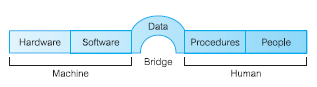 Data
Hardware Software Procedures People
Bridge
Machine Human